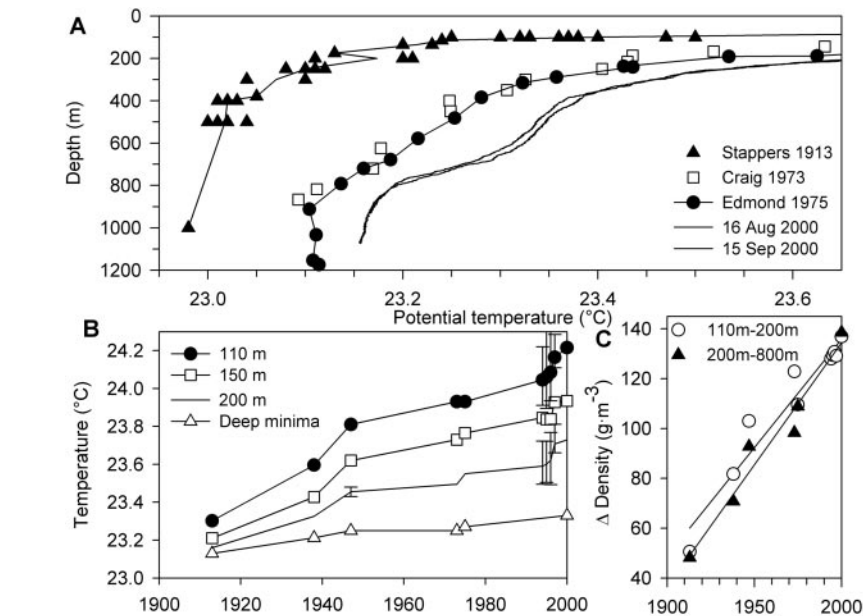 A
0
200
400
600
800
1000
1200
Depth (m)
Stappers 1913
Craig 1973
Edmond 1975
16 Aug 2000
15 Sep 2000
23.0 23.2 23.4 23.6
Potential temperature (°C)
B
24.2
24.0
23.8
23.6
23.4
23.2
23.0
Temperature (°C)
110 m
150 m
200 m
Deep minima
1900 1920 1940 1960 1980 2000
C
140
120
100
80
60
40
Δ Density (g·m⁻³)
110m-200m
200m-800m
1900 1950 2000